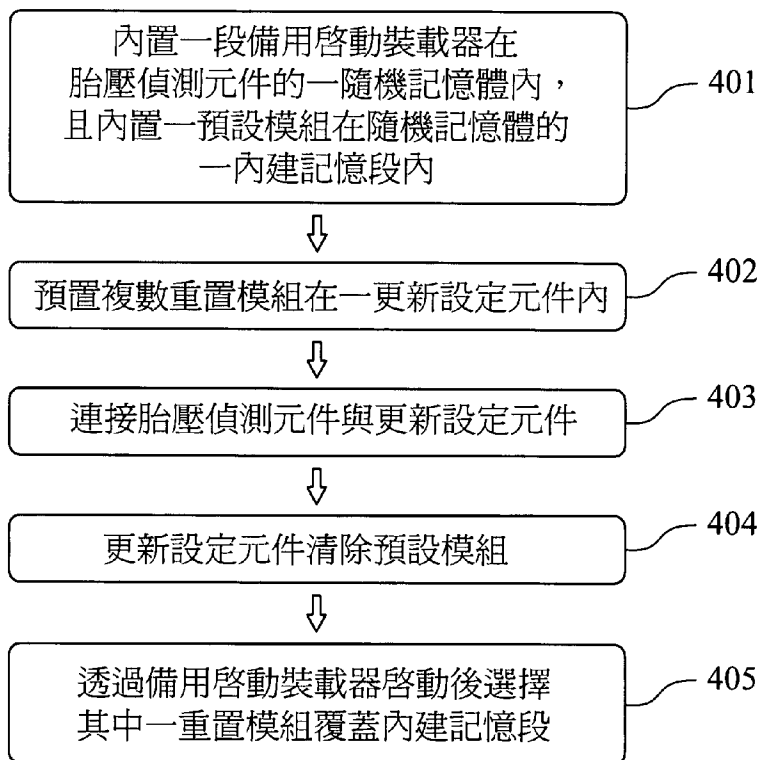 內置一段備用啓動裝載器在
胎壓偵測元件的一隨機記憶體內，
且內置一預設模組在隨機記憶體的
一內建記憶段內
401
預置複數重置模組在一更新設定元件內
402
連接胎壓偵測元件與更新設定元件
403
更新設定元件清除預設模組
404
透過備用啓動裝載器啓動後選擇
其中一重置模組覆蓋內建記憶段
405